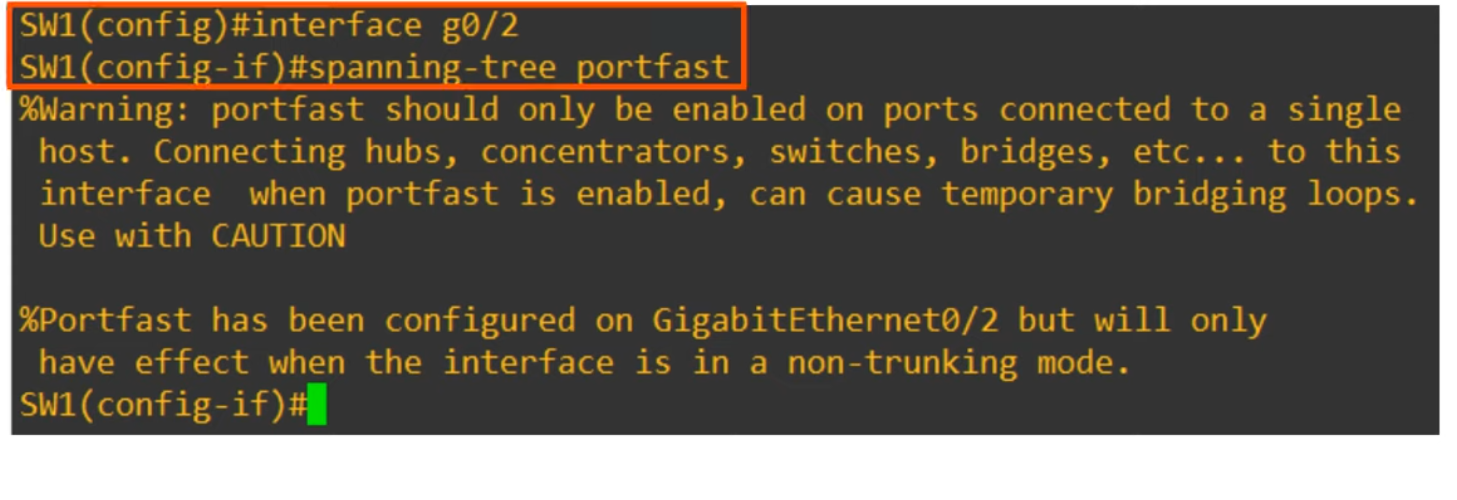 SW1(config)#interface g0/2
SW1(config-if)#spanning-tree portfast
%Warning: portfast should only be enabled on ports connected to a single
host. Connecting hubs, concentrators, switches, bridges, etc... to this
interface  when portfast is enabled, can cause temporary bridging loops.
Use with CAUTION
%Portfast has been configured on GigabitEthernet0/2 but will only
have effect when the interface is in a non-trunking mode.
SW1(config-if)#